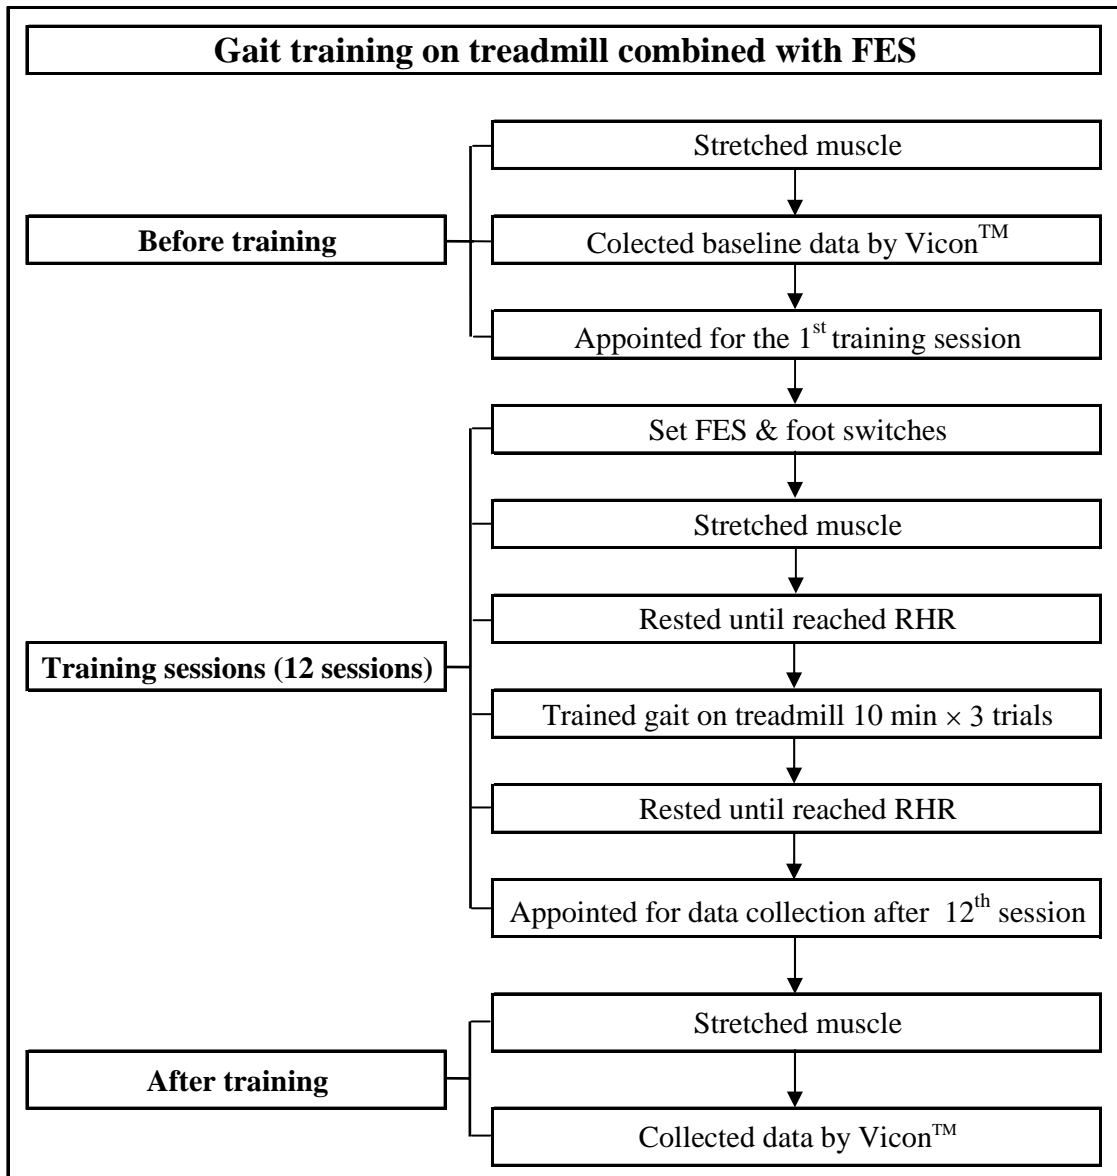 Gait training on treadmill combined with FES
Stretched muscle
Before training
Colected baseline data by Vicon™
Appointed for the 1st training session
Set FES & foot switches
Stretched muscle
Rested until reached RHR
Training sessions (12 sessions)
Trained gait on treadmill 10 min × 3 trials
Rested until reached RHR
Appointed for data collection after 12th session
Stretched muscle
After training
Collected data by Vicon™